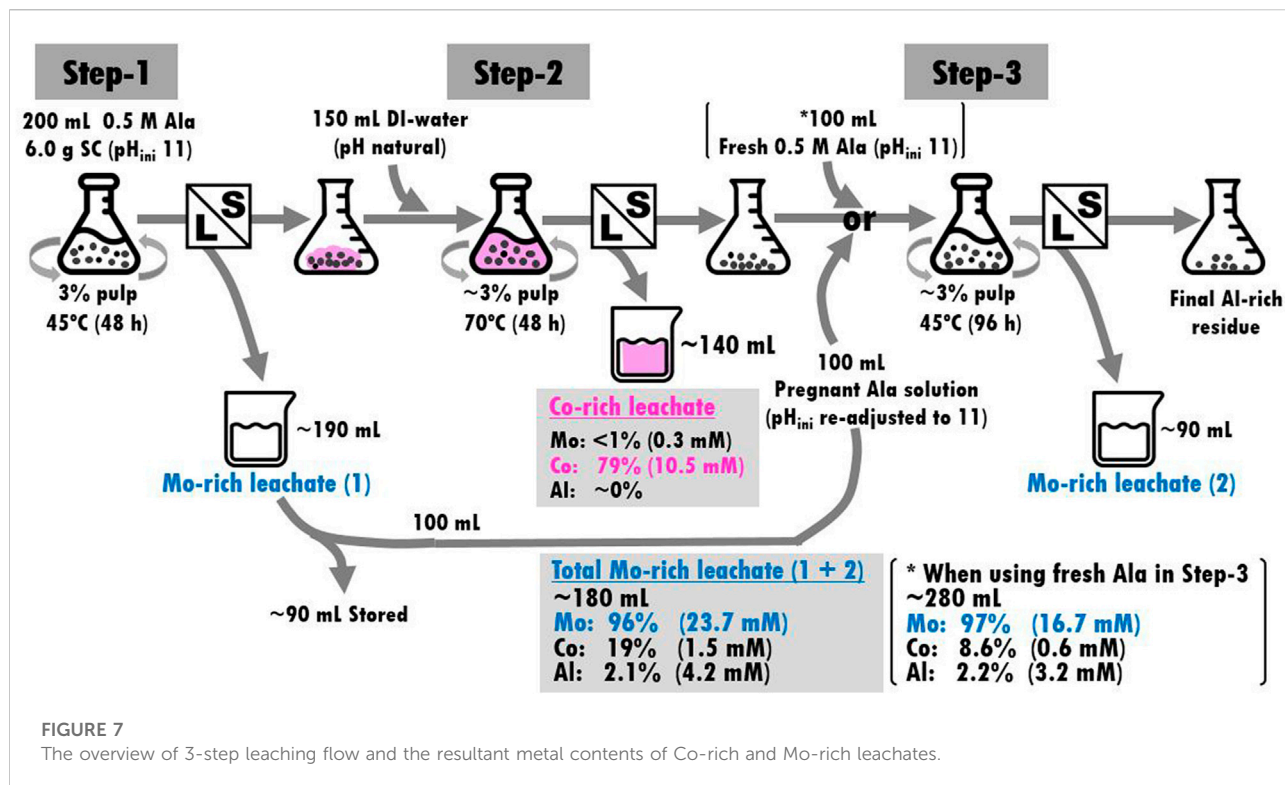 Step-1
200 mL 0.5 M Ala
6.0 g SC (pHini 11)
L S
3% pulp
45°C (48 h)
~190 mL
Mo-rich leachate (1)
~90 mL Stored
100 mL
150 mL DI-water
(pH natural)
Step-2
~3% pulp
70°C (48 h)
L S
~140 mL
Co-rich leachate
Mo: <1% (0.3 mM)
Co: 79% (10.5 mM)
Al: ~0%
*100 mL
Fresh 0.5 M Ala (pHini 11)
or
100 mL
Pregnant Ala solution
(pHini re-adjusted to 11)
Step-3
~3% pulp
45°C (96 h)
L S
Final Al-rich
residue
~90 mL
Mo-rich leachate (2)
Total Mo-rich leachate (1 + 2)
~180 mL
Mo: 96% (23.7 mM)
Co: 19% (1.5 mM)
Al: 2.1% (4.2 mM)
* When using fresh Ala in Step-3
~280 mL
Mo: 97% (16.7 mM)
Co: 8.6% (0.6 mM)
Al: 2.2% (3.2 mM)
FIGURE 7
The overview of 3-step leaching flow and the resultant metal contents of Co-rich and Mo-rich leachates.